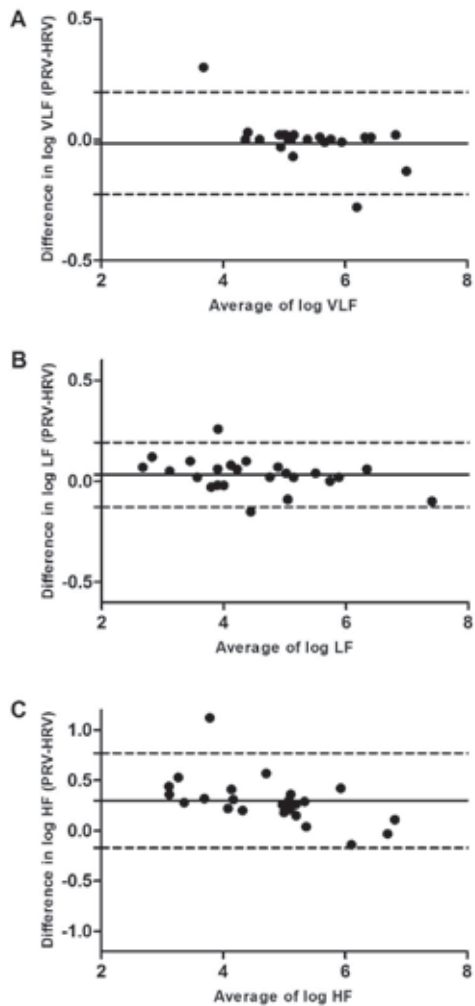 A
Difference in log VLF (PRV-HRV)
0.5
0.0
-0.5
2 4 6 8
Average of log VLF
B
Difference in log LF (PRV-HRV)
0.5
0.0
-0.5
2 4 6 8
Average of log LF
C
Difference in log HF (PRV-HRV)
1.0
0.5
0.0
-0.5
-1.0
2 4 6 8
Average of log HF